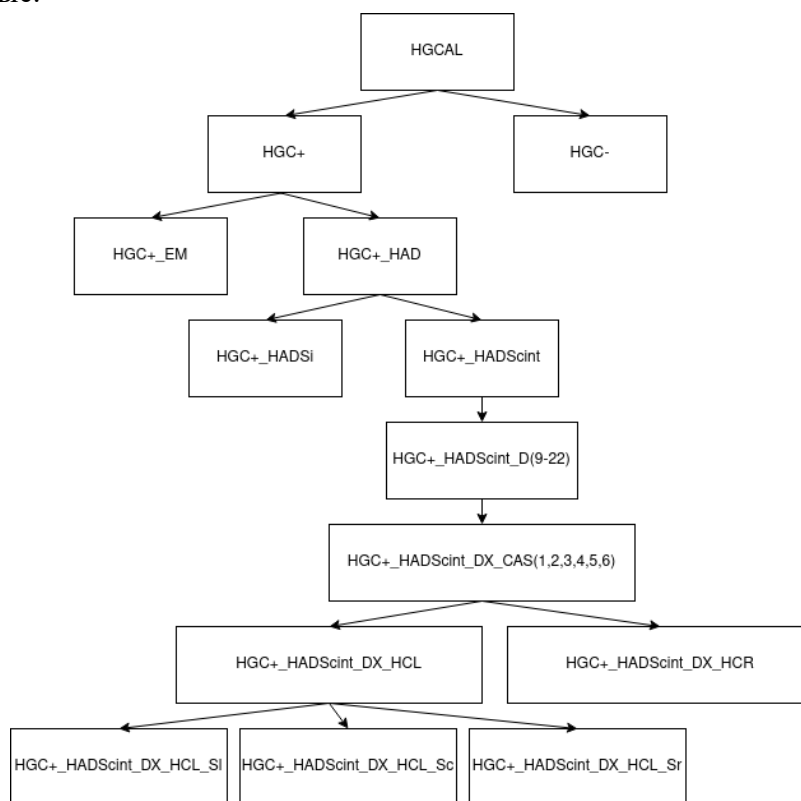 HGCAL
HGC+
HGC-
HGC+_EM
HGC+_HAD
HGC+_HADSi
HGC+_HADScint
HGC+_HADScint_D(9-22)
HGC+_HADScint_DX_CAS(1,2,3,4,5,6)
HGC+_HADScint_DX_HCL
HGC+_HADScint_DX_HCR
HGC+_HADScint_DX_HCL_Sl
HGC+_HADScint_DX_HCL_Sc
HGC+_HADScint_DX_HCL_Sr